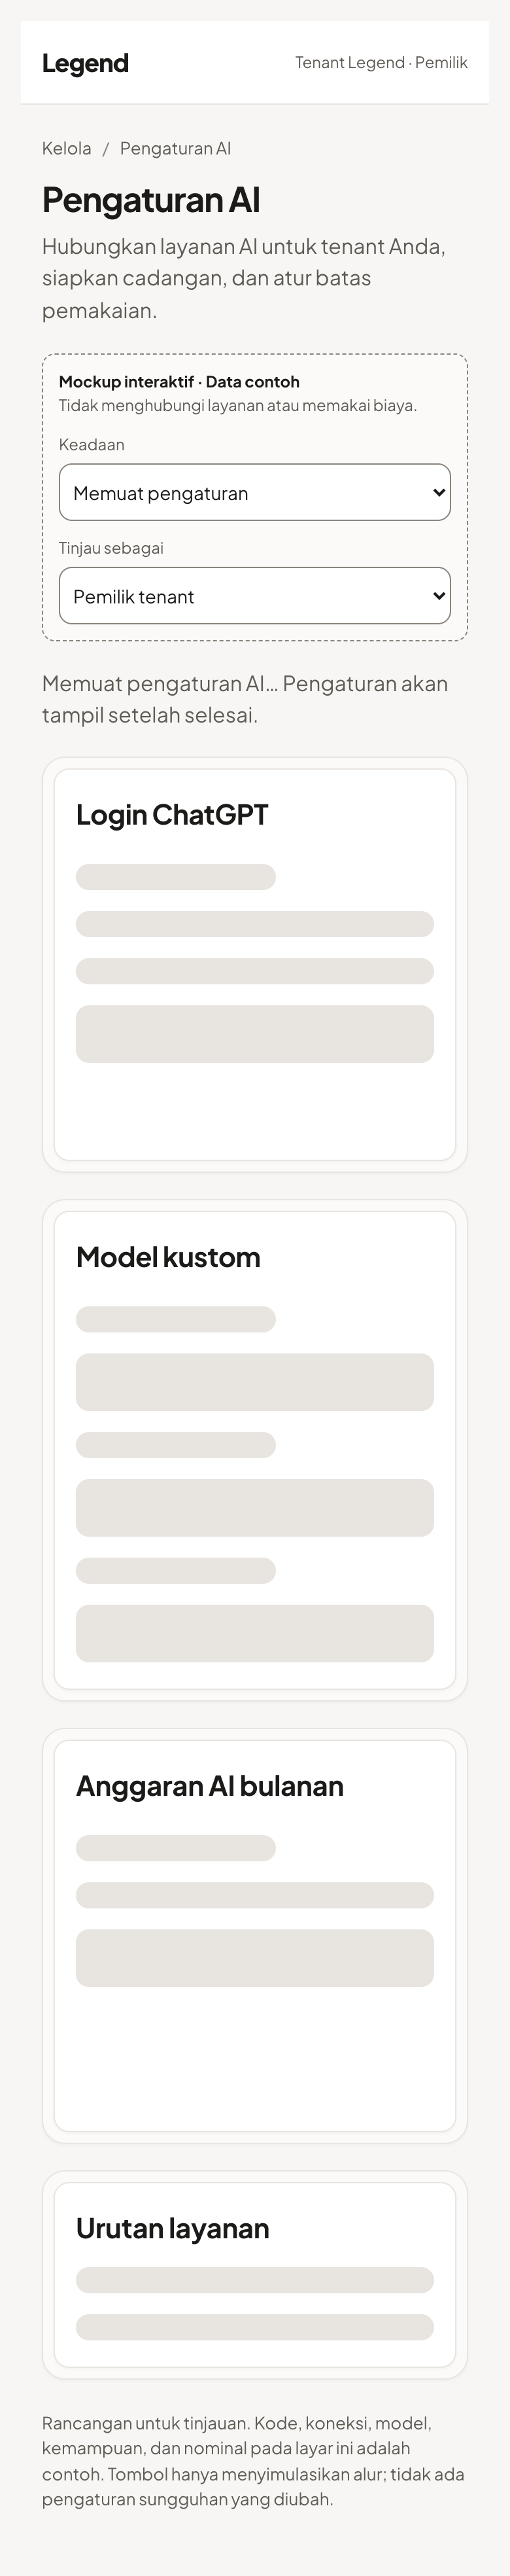 Legend
Tenant Legend · Pemilik
Kelola / Pengaturan AI
Pengaturan AI
Hubungkan layanan AI untuk tenant Anda,
siapkan cadangan, dan atur batas
pemakaian.
Mockup interaktif · Data contoh
Tidak menghubungi layanan atau memakai biaya.
Keadaan
Memuat pengaturan
Tinjau sebagai
Pemilik tenant
Memuat pengaturan AI… Pengaturan akan
tampil setelah selesai.
Login ChatGPT
Model kustom
Anggaran AI bulanan
Urutan layanan
Rancangan untuk tinjauan. Kode, koneksi, model,
kemampuan, dan nominal pada layar ini adalah
contoh. Tombol hanya menyimulasikan alur; tidak ada
pengaturan sungguhan yang diubah.